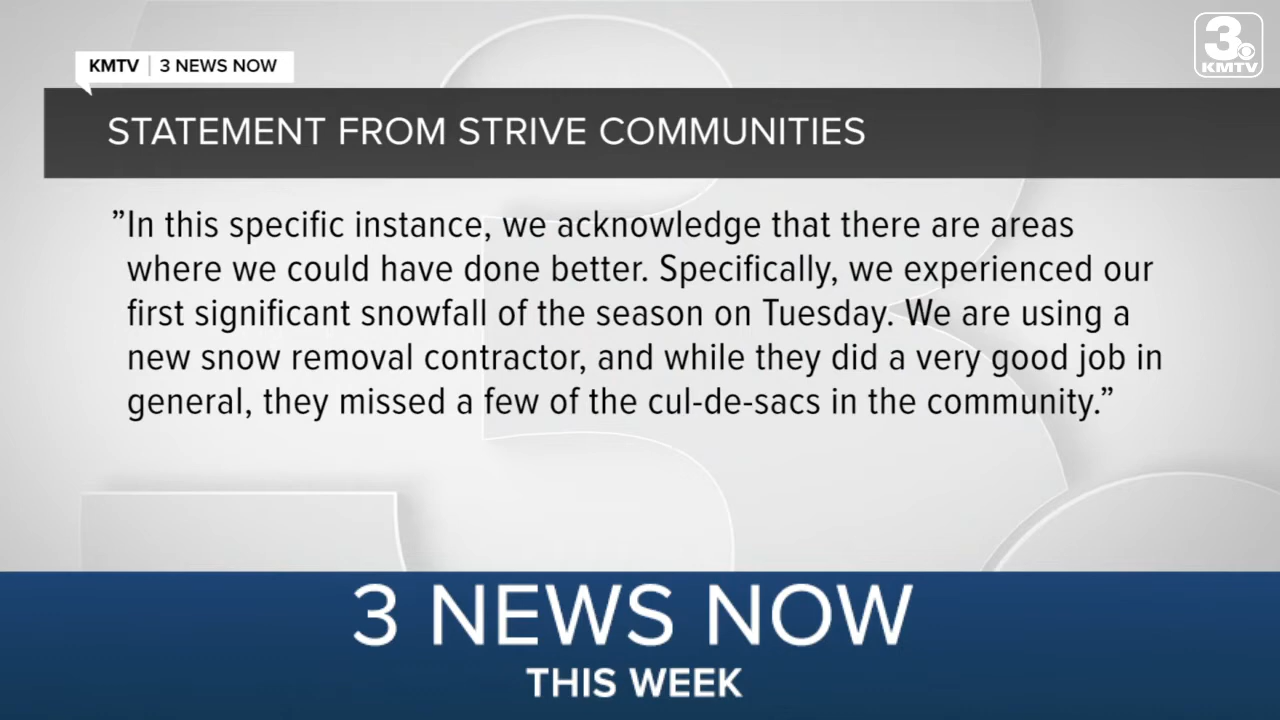 3
KMTV
KMTV | 3 NEWS NOW
STATEMENT FROM STRIVE COMMUNITIES
”In this specific instance, we acknowledge that there are areas
where we could have done better. Specifically, we experienced our
first significant snowfall of the season on Tuesday. We are using a
new snow removal contractor, and while they did a very good job in
general, they missed a few of the cul-de-sacs in the community.”
3 NEWS NOW
THIS WEEK